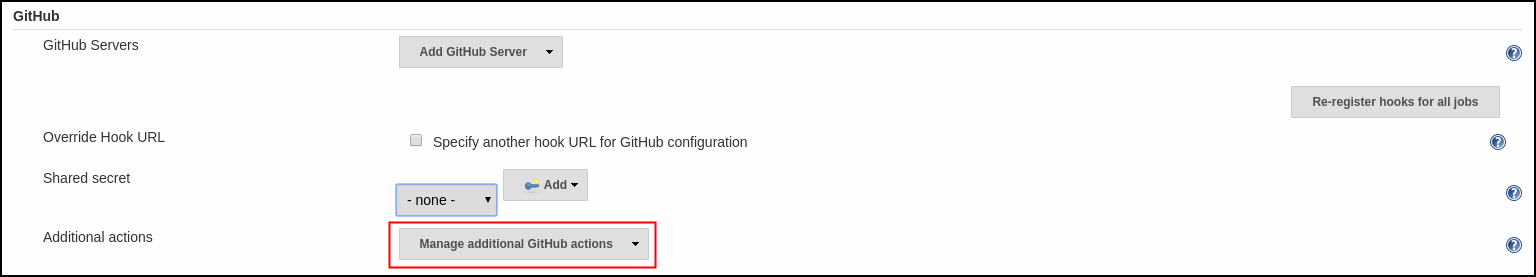 GitHub
GitHub Servers
Add GitHub Server
Re-register hooks for all jobs
Override Hook URL
Specify another hook URL for GitHub configuration
Shared secret
- none -
Add
Additional actions
Manage additional GitHub actions